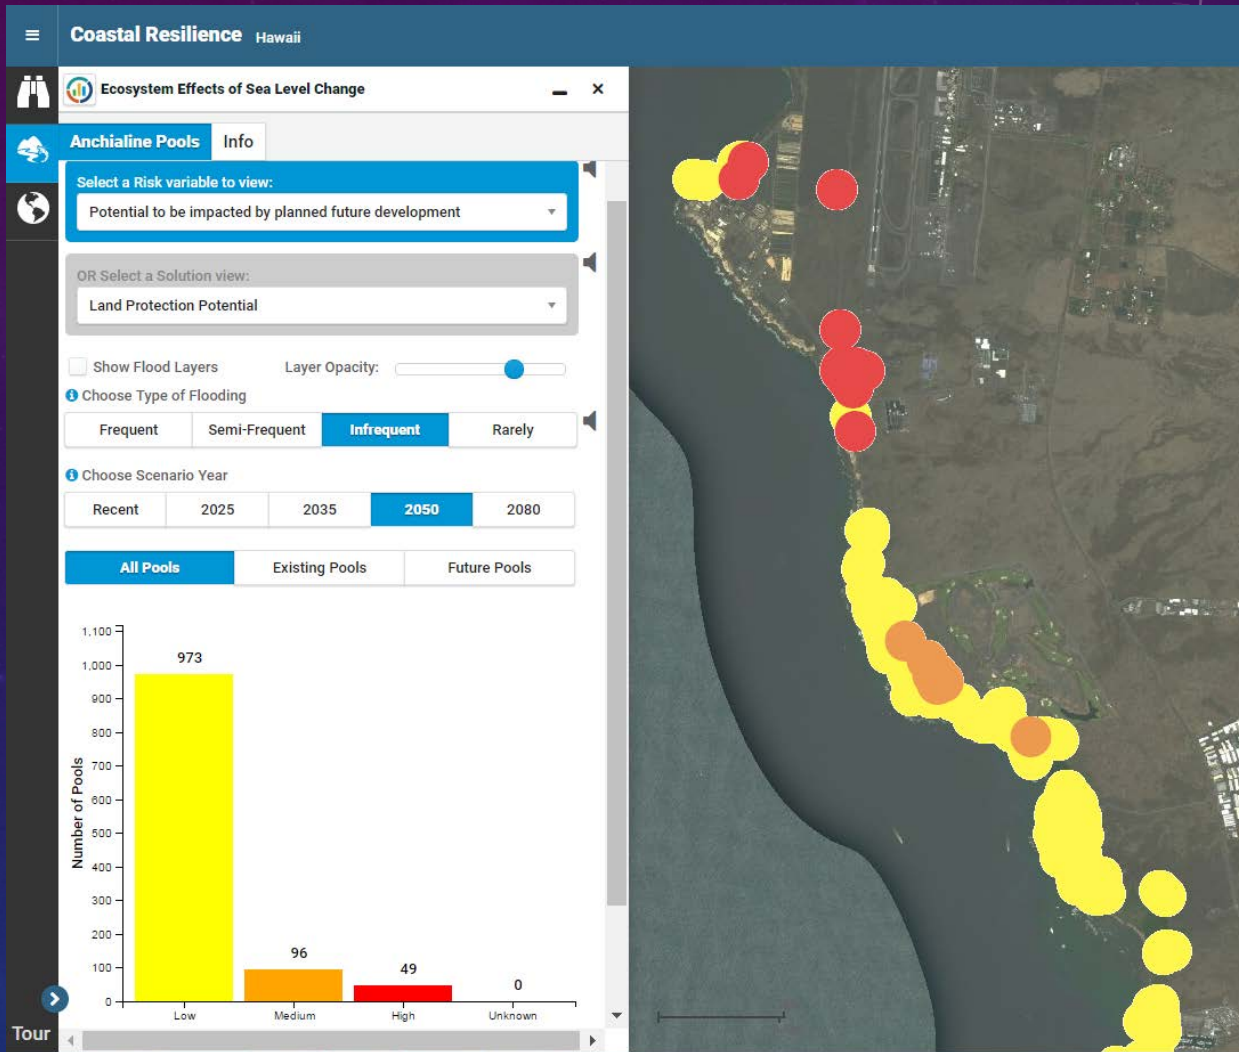 Coastal Resilience Hawaii
Ecosystem Effects of Sea Level Change
Anchialine Pools Info
Select a Risk variable to view:
Potential to be impacted by planned future development
OR Select a Solution view:
Land Protection Potential
Show Flood Layers Layer Opacity:
Choose Type of Flooding
Frequent Semi-Frequent Infrequent Rarely
Choose Scenario Year
Recent 2025 2035 2050 2080
All Pools Existing Pools Future Pools
Number of Pools
1,100
1,000
900
800
700
600
500
400
300
200
100
0
973
96
49
0
Low Medium High Unknown
Tour